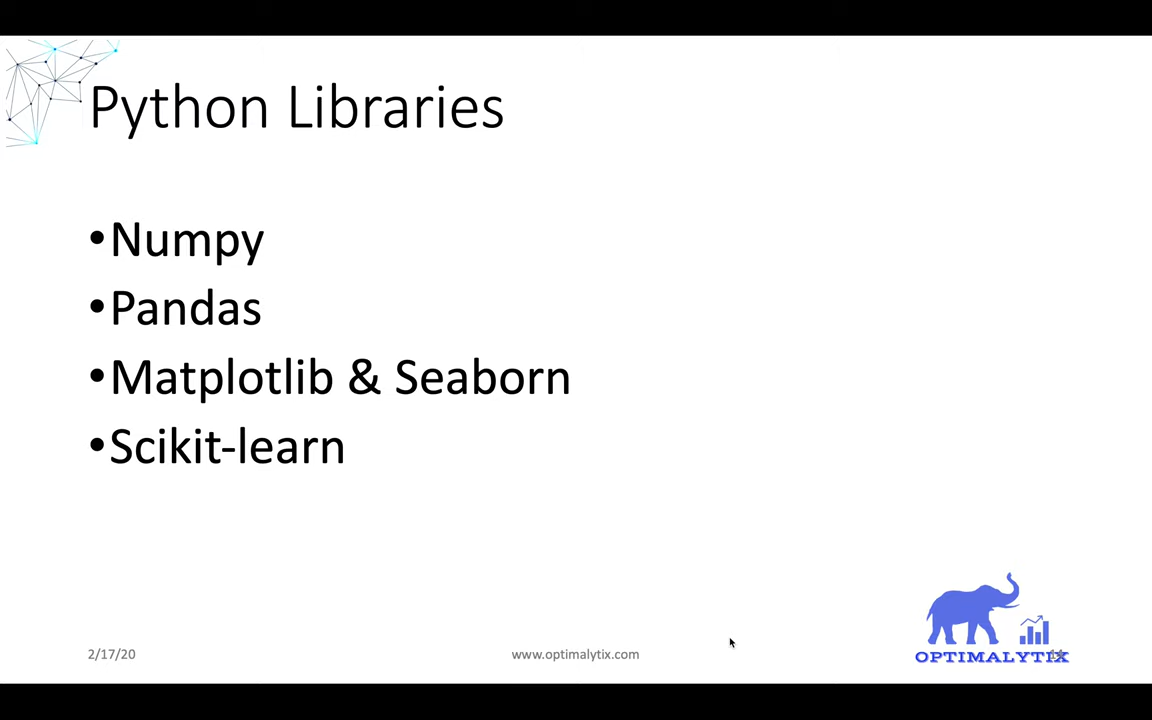 Python Libraries
•Numpy
•Pandas
•Matplotlib & Seaborn
•Scikit-learn
2/17/20
www.optimalytix.com
OPTIMALYTIX